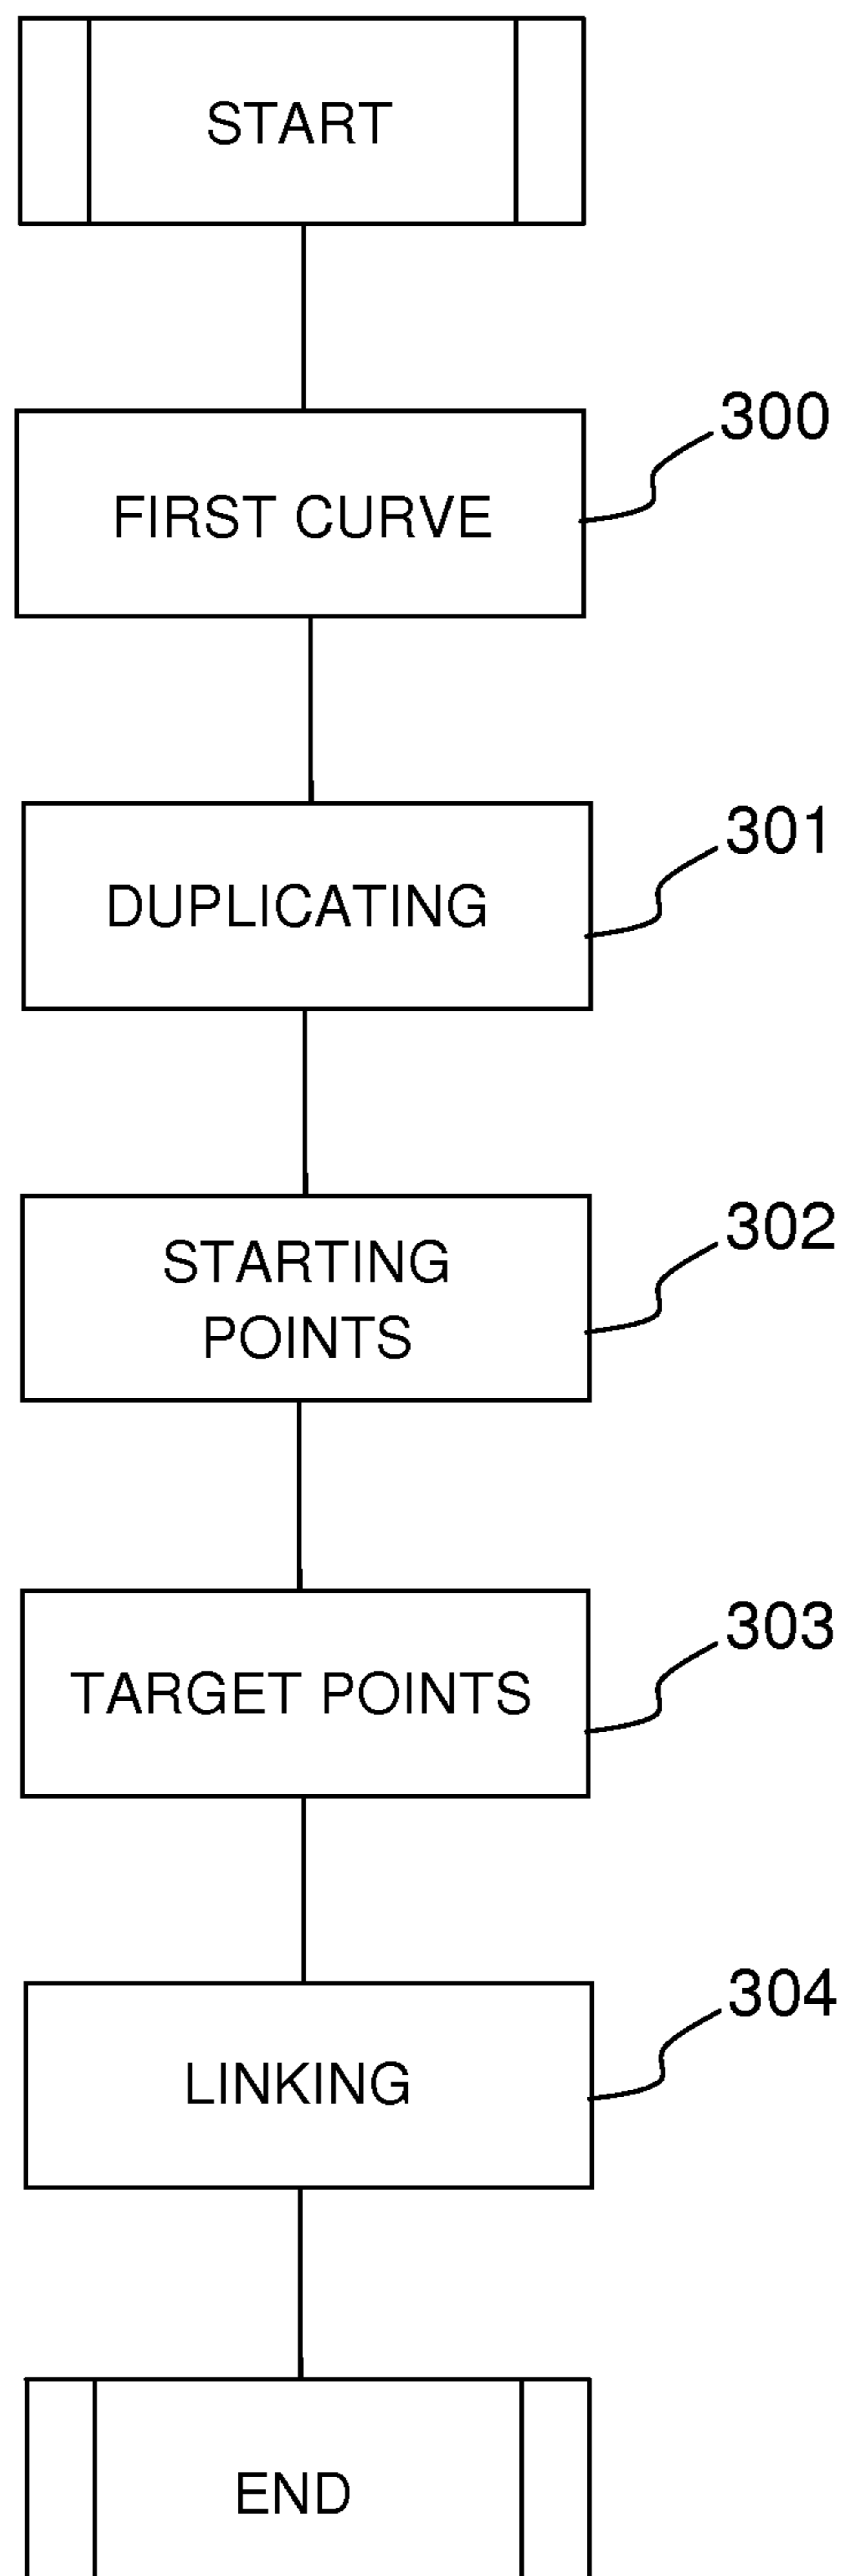 START
300
FIRST CURVE
301
DUPLICATING
302
STARTING
POINTS
303
TARGET POINTS
304
LINKING
END